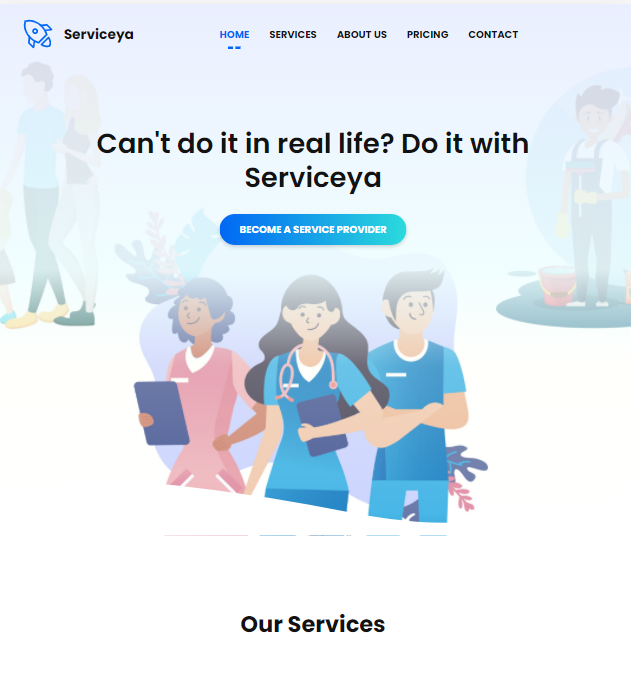 Serviceya
HOME
SERVICES
ABOUT US
PRICING
CONTACT
Can't do it in real life? Do it with
Serviceya
BECOME A SERVICE PROVIDER
Our Services